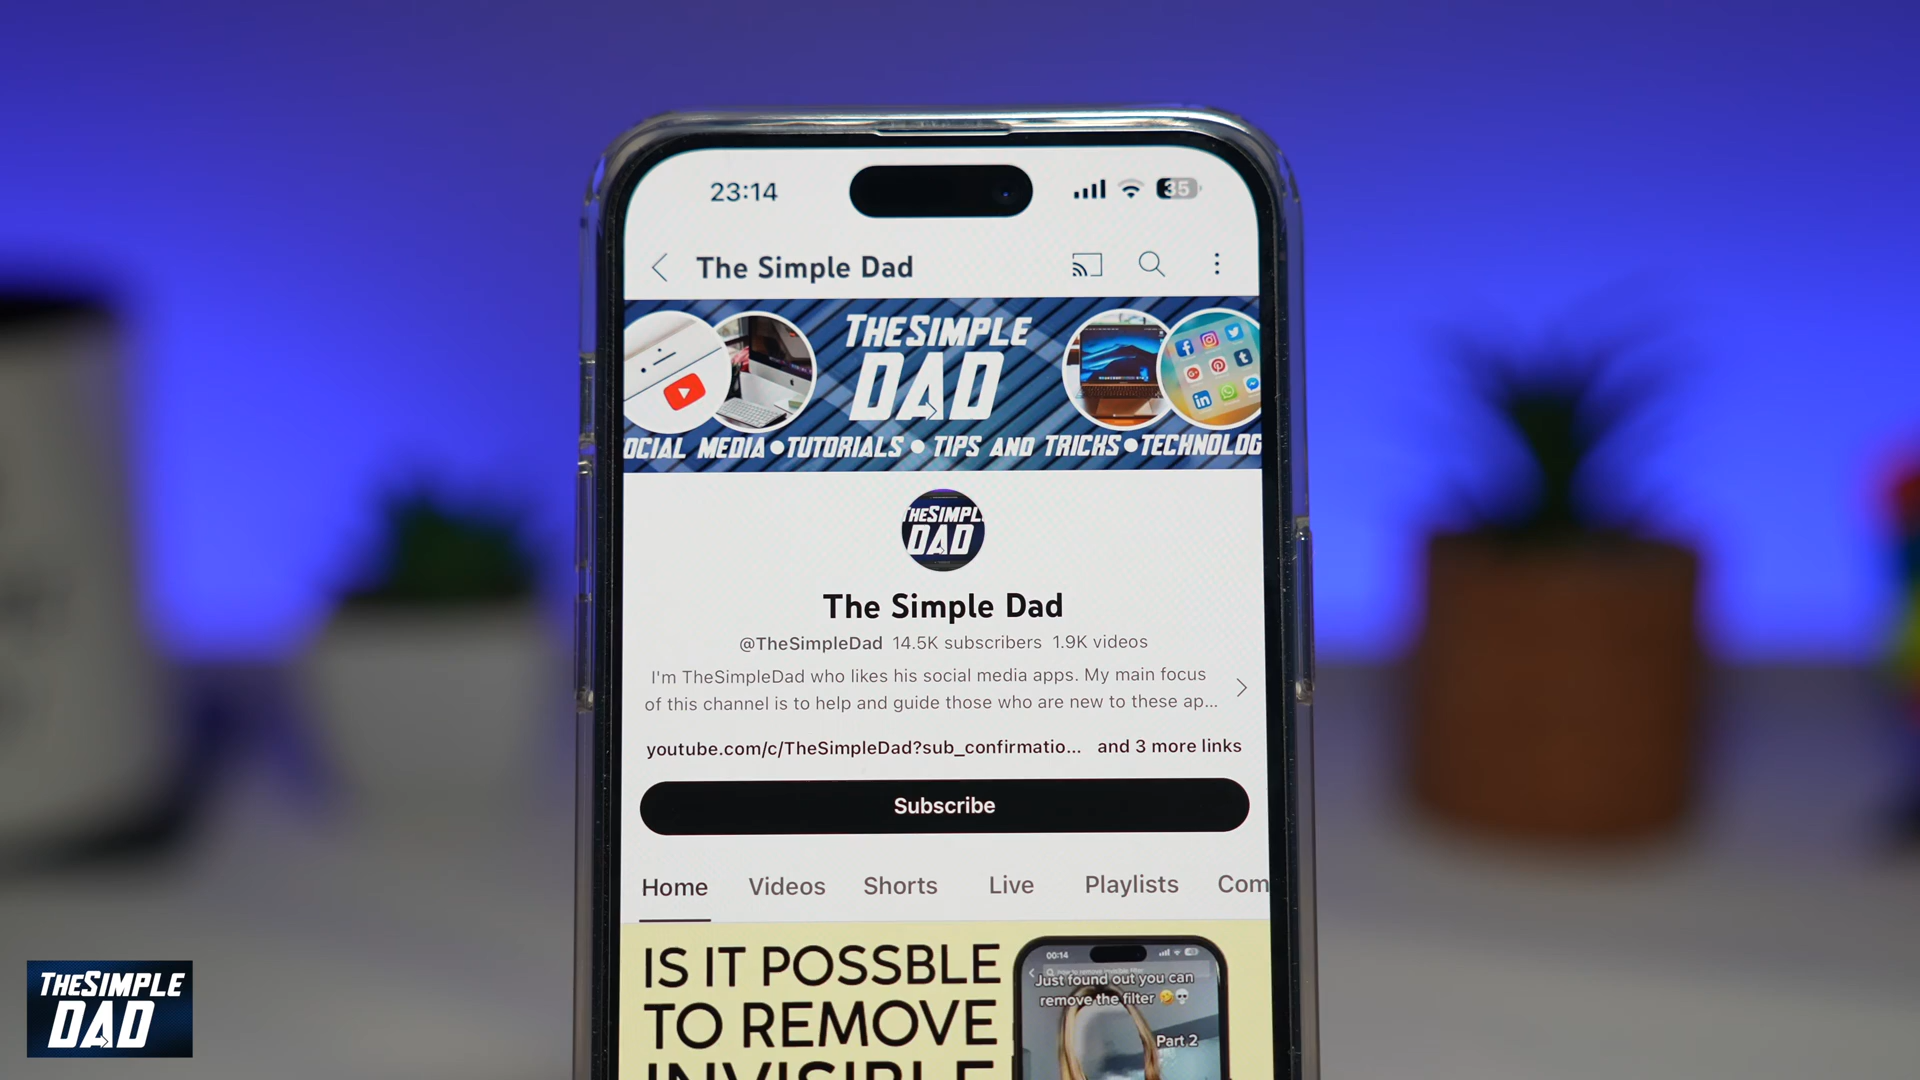 23:14
35
The Simple Dad
THESIMPLE
DAD
OCIAL MEDIA•TUTORIALS • TIPS AND TRICKS•TECHNOLOG
THESIMPL
DAD
The Simple Dad
@TheSimpleDad 14.5K subscribers 1.9K videos
I'm TheSimpleDad who likes his social media apps. My main focus
of this channel is to help and guide those who are new to these ap...
youtube.com/c/TheSimpleDad?sub_confirmatio... and 3 more links
Subscribe
Home Videos Shorts Live Playlists Com
IS IT POSSBLE
TO REMOVE
INVISIBLE
00:14
Just found out you can
remove the filter 🤣💀
Part 2
THESIMPLE
DAD